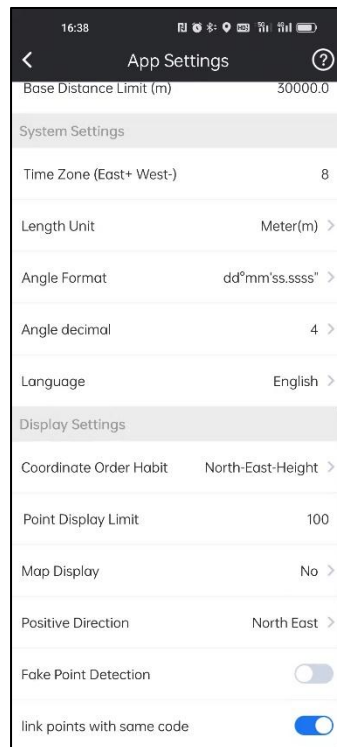 16:38
App Settings
Base Distance Limit (m) 30000.0
System Settings
Time Zone (East+ West-) 8
Length Unit Meter(m)
Angle Format dd°mm'ss.ssss"
Angle decimal 4
Language English
Display Settings
Coordinate Order Habit North-East-Height
Point Display Limit 100
Map Display No
Positive Direction North East
Fake Point Detection
link points with same code